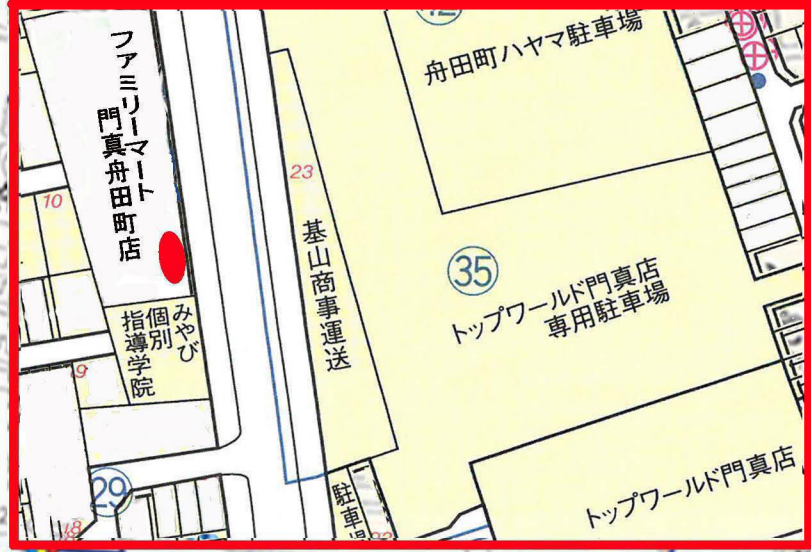 ファミリーマート
門真舟田町店
10
みやび
個別
指導学院
9
29
18
23
基山商事運送
舟田町ハヤマ駐車場
35
トップワールド門真店
専用駐車場
トップワールド門真店